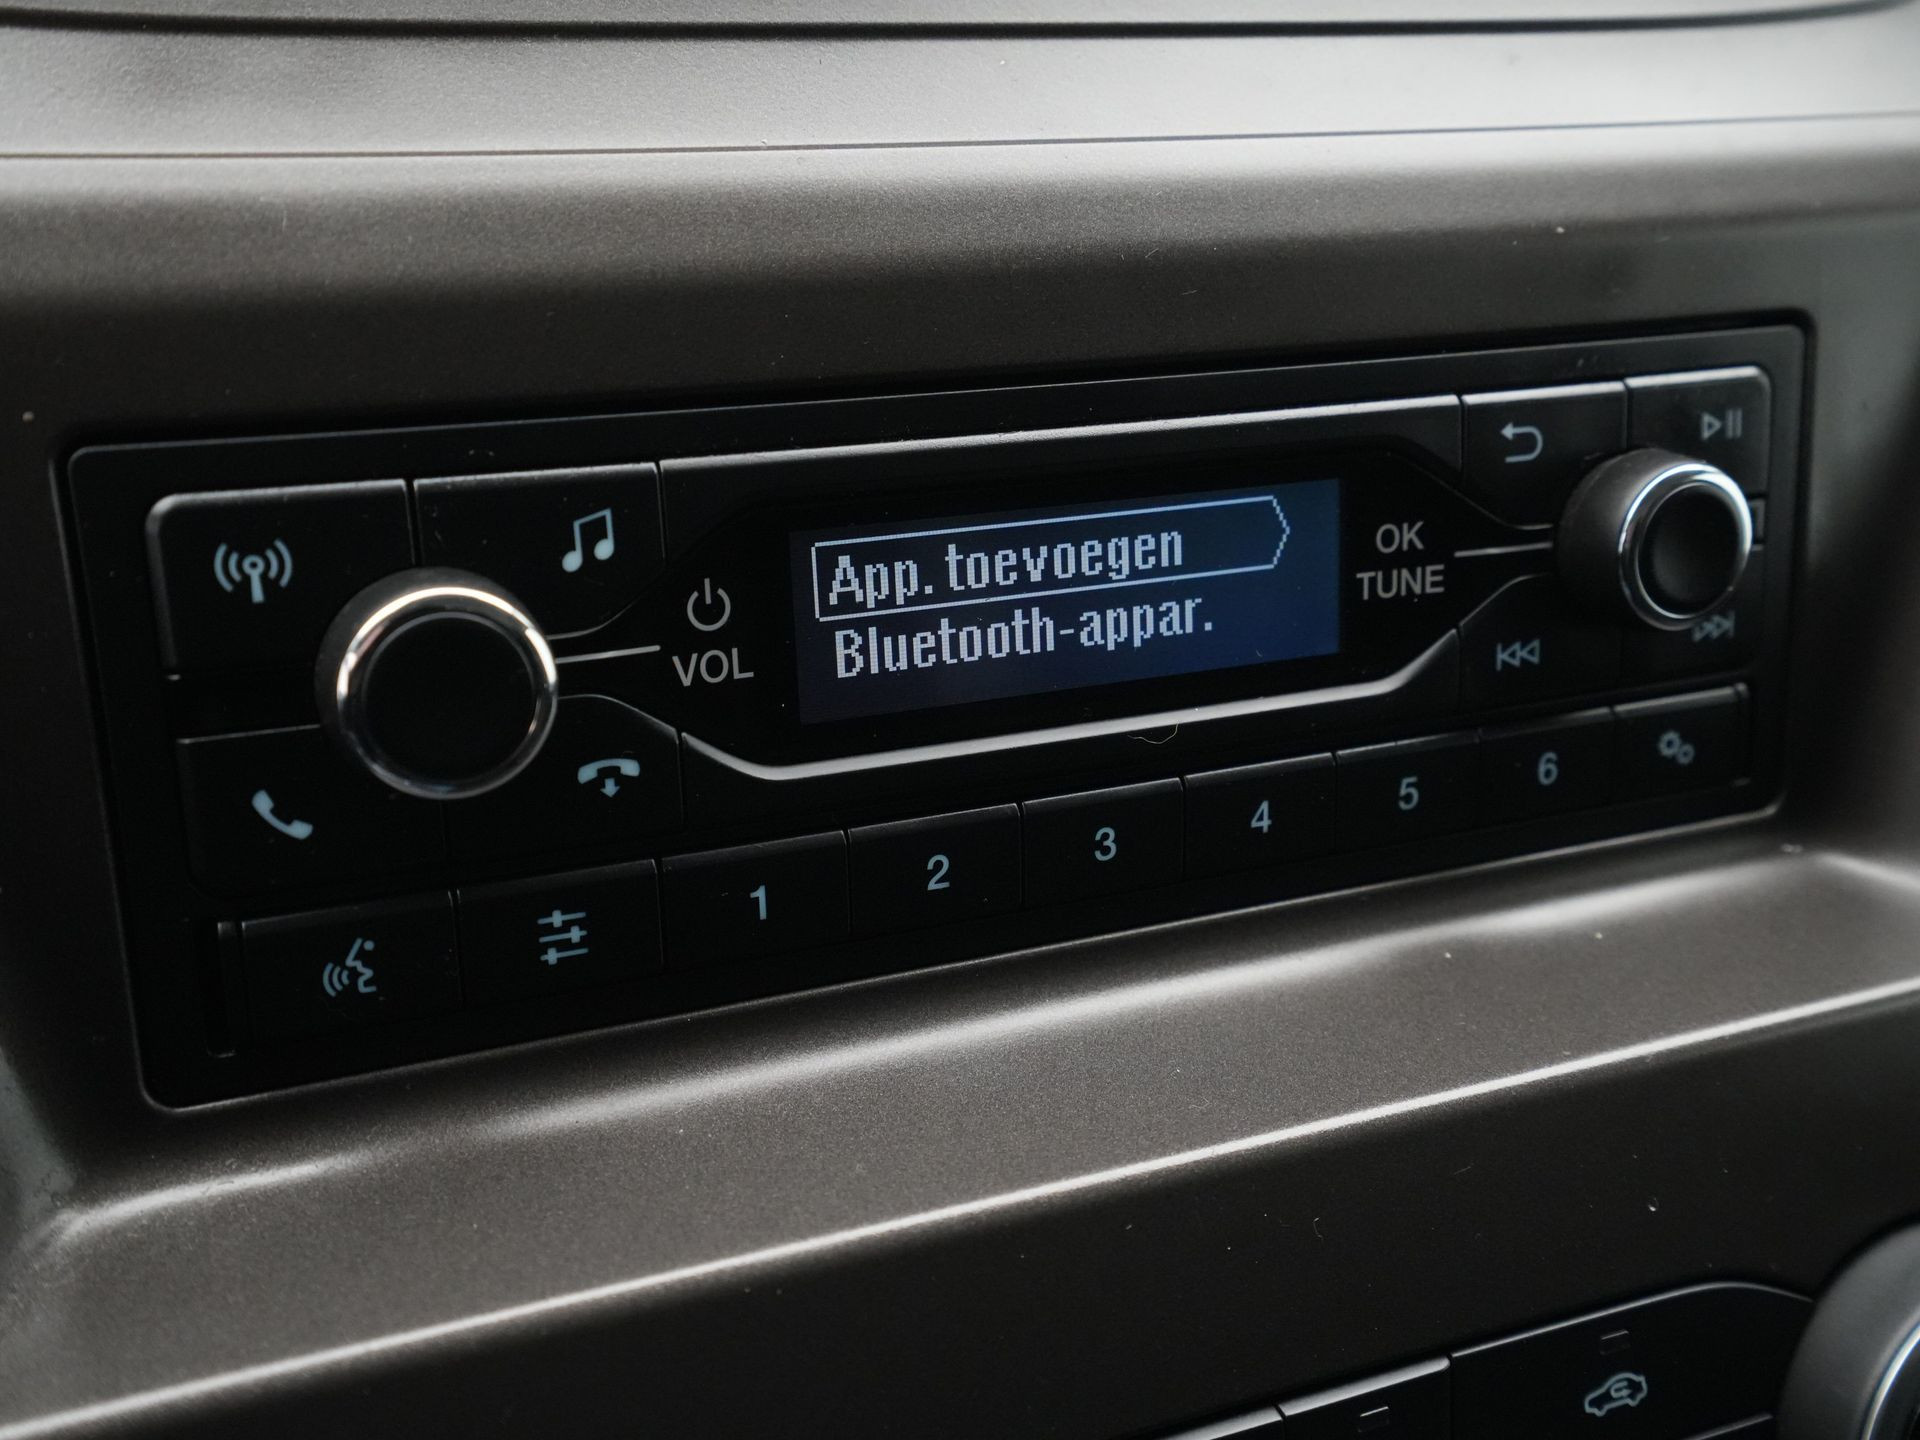 App. toevoegen
Bluetooth-appar.
VOL
OK
TUNE
1 2 3 4 5 6